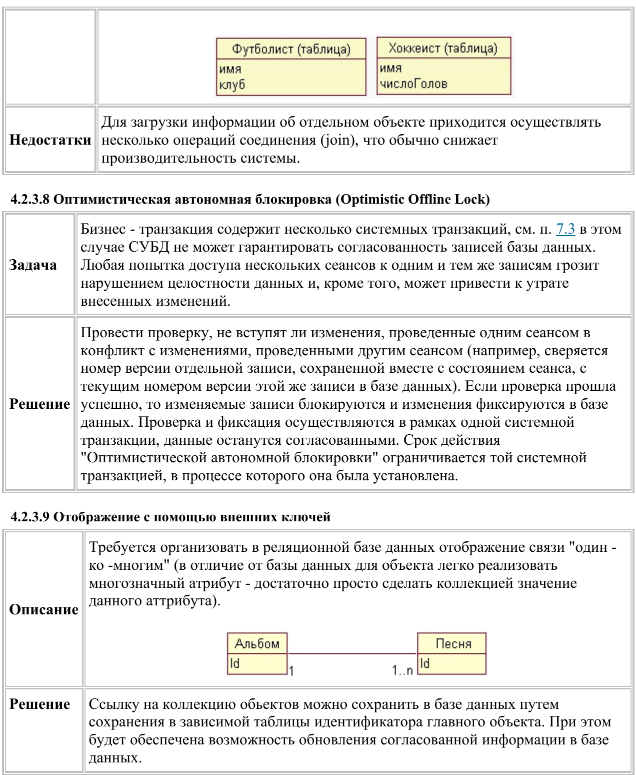 Футболист (таблица)
имя
клуб
Хоккеист (таблица)
имя
числоГолов
Недостатки
Для загрузки информации об отдельном объекте приходится осуществлять
несколько операций соединения (join), что обычно снижает
производительность системы.
4.2.3.8 Оптимистическая автономная блокировка (Optimistic Offline Lock)
Задача
Бизнес - транзакция содержит несколько системных транзакций, см. п. 7.3 в этом
случае СУБД не может гарантировать согласованность записей базы данных.
Любая попытка доступа нескольких сеансов к одним и тем же записям грозит
нарушением целостности данных и, кроме того, может привести к утрате
внесенных изменений.
Решение
Провести проверку, не вступят ли изменения, проведенные одним сеансом в
конфликт с изменениями, проведенными другим сеансом (например, сверяется
номер версии отдельной записи, сохраненной вместе с состоянием сеанса, с
текущим номером версии этой же записи в базе данных). Если проверка прошла
успешно, то изменяемые записи блокируются и изменения фиксируются в базе
данных. Проверка и фиксация осуществляются в рамках одной системной
транзакции, данные останутся согласованными. Срок действия
"Оптимистической автономной блокировки" ограничивается той системной
транзакцией, в процессе которого она была установлена.
4.2.3.9 Отображение с помощью внешних ключей
Описание
Требуется организовать в реляционной базе данных отображение связи "один -
ко -многим" (в отличие от базы данных для объекта легко реализовать
многозначный атрибут - достаточно просто сделать коллекцией значение
данного аттрибута).
Альбом
Id
1
1..n
Песня
Id
Решение
Ссылку на коллекцию обьектов можно сохранить в базе данных путем
сохранения в зависимой таблицы идентификатора главного объекта. При этом
будет обеспечена возможность обновления согласованной информации в базе
данных.